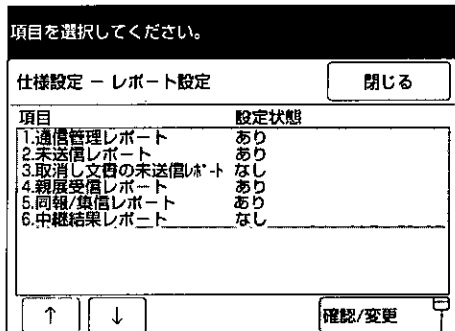 項目を選択してください。
仕様設定 － レポート設定 閉じる
項目 設定状態
1.通信管理レポート あり
2.未送信レポート あり
3.取消し文書の未送信ﾚﾎﾟｰﾄ なし
4.親展受信レポート あり
5.同報/集信レポート あり
6.中継結果レポート なし
↑ ↓ 確認/変更